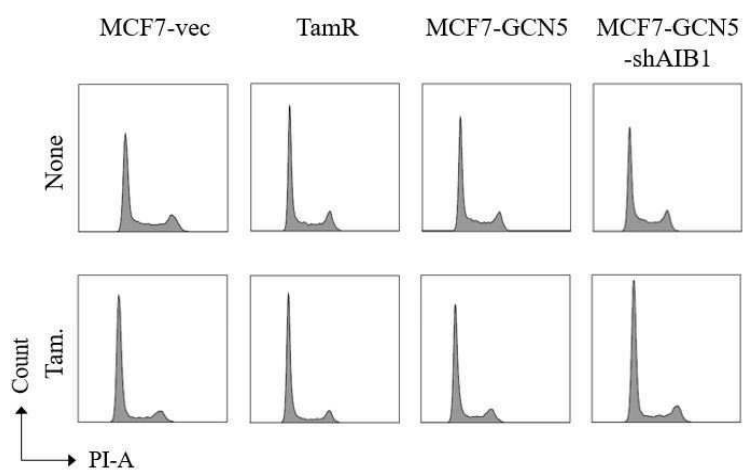 MCF7-vec
TamR
MCF7-GCN5
MCF7-GCN5
-shAIB1
None
Tam.
Count
PI-A